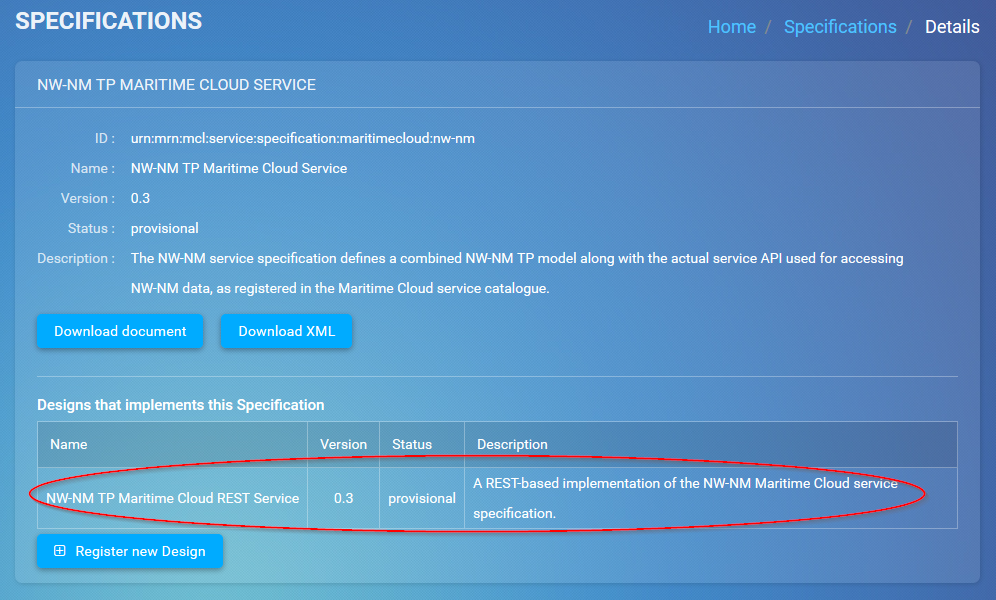 SPECIFICATIONS
Home / Specifications / Details
NW-NM TP MARITIME CLOUD SERVICE
ID : urn:mrn:mcl:service:specification:maritimecloud:nw-nm
Name : NW-NM TP Maritime Cloud Service
Version : 0.3
Status : provisional
Description : The NW-NM service specification defines a combined NW-NM TP model along with the actual service API used for accessing
NW-NM data, as registered in the Maritime Cloud service catalogue.
Download document Download XML
Designs that implements this Specification
Name Version Status Description
NW-NM TP Maritime Cloud REST Service 0.3 provisional A REST-based implementation of the NW-NM Maritime Cloud service
specification.
Register new Design